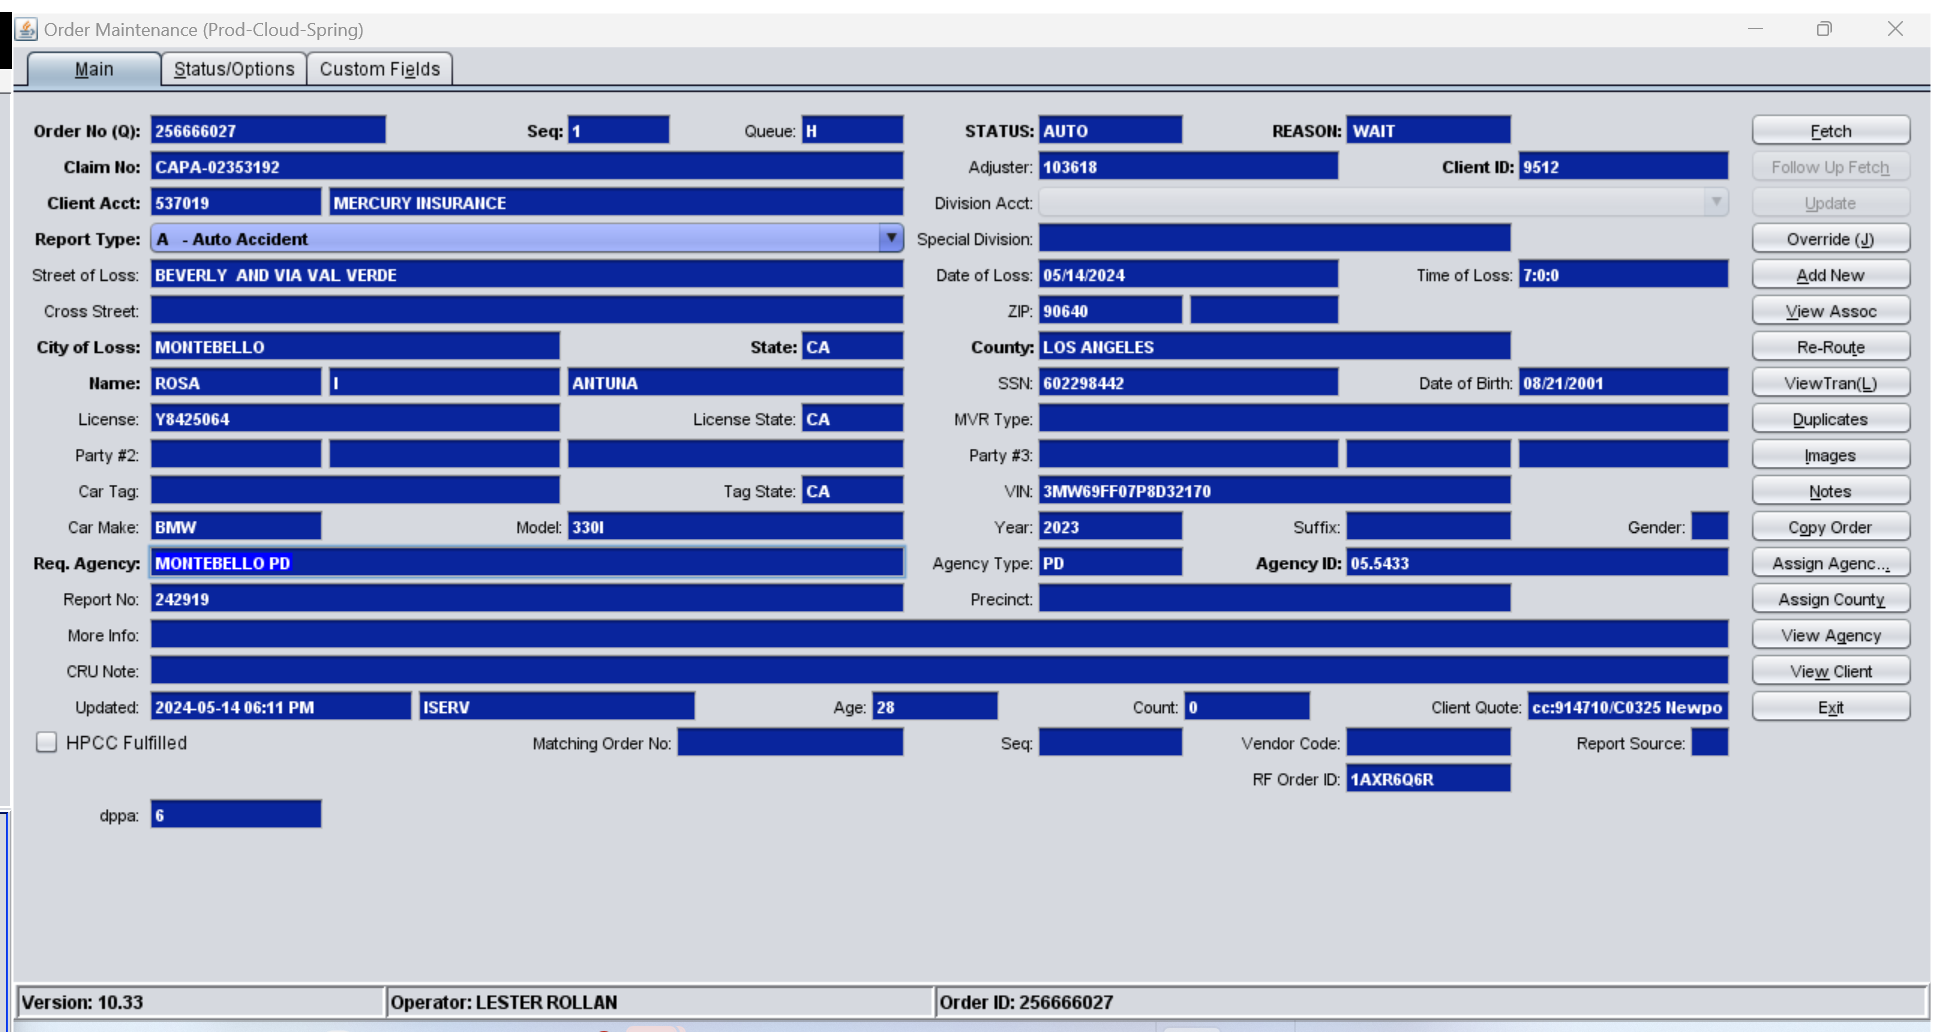 Order Maintenance (Prod-Cloud-Spring)
Main Status/Options Custom Fields
Order No (Q): 256666027 Seq: 1 Queue: H STATUS: AUTO REASON: WAIT Fetch
Claim No: CAPA-02353192 Adjuster: 103618 Client ID: 9512 Follow Up Fetch
Client Acct: 537019 MERCURY INSURANCE Division Acct: Update
Report Type: A - Auto Accident Special Division: Override (J)
Street of Loss: BEVERLY AND VIA VAL VERDE Date of Loss: 05/14/2024 Time of Loss: 7:0:0 Add New
Cross Street: ZIP: 90640 View Assoc
City of Loss: MONTEBELLO State: CA County: LOS ANGELES Re-Route
Name: ROSA I ANTUNA SSN: 602298442 Date of Birth: 08/21/2001 ViewTran(L)
License: Y8425064 License State: CA MVR Type: Duplicates
Party #2: Party #3: Images
Car Tag: Tag State: CA VIN: 3MW69FF07P8D32170 Notes
Car Make: BMW Model: 330I Year: 2023 Suffix: Gender: Copy Order
Req. Agency: MONTEBELLO PD Agency Type: PD Agency ID: 05.5433 Assign Agenc...
Report No: 242919 Precinct: Assign County
More Info: View Agency
CRU Note: View Client
Updated: 2024-05-14 06:11 PM ISERV Age: 28 Count: 0 Client Quote: cc:914710/C0325 Newpo Exit
HPCC Fulfilled Matching Order No: Seq: Vendor Code: Report Source:
RF Order ID: 1AXR6Q6R
dppa: 6
Version: 10.33 Operator: LESTER ROLLAN Order ID: 256666027